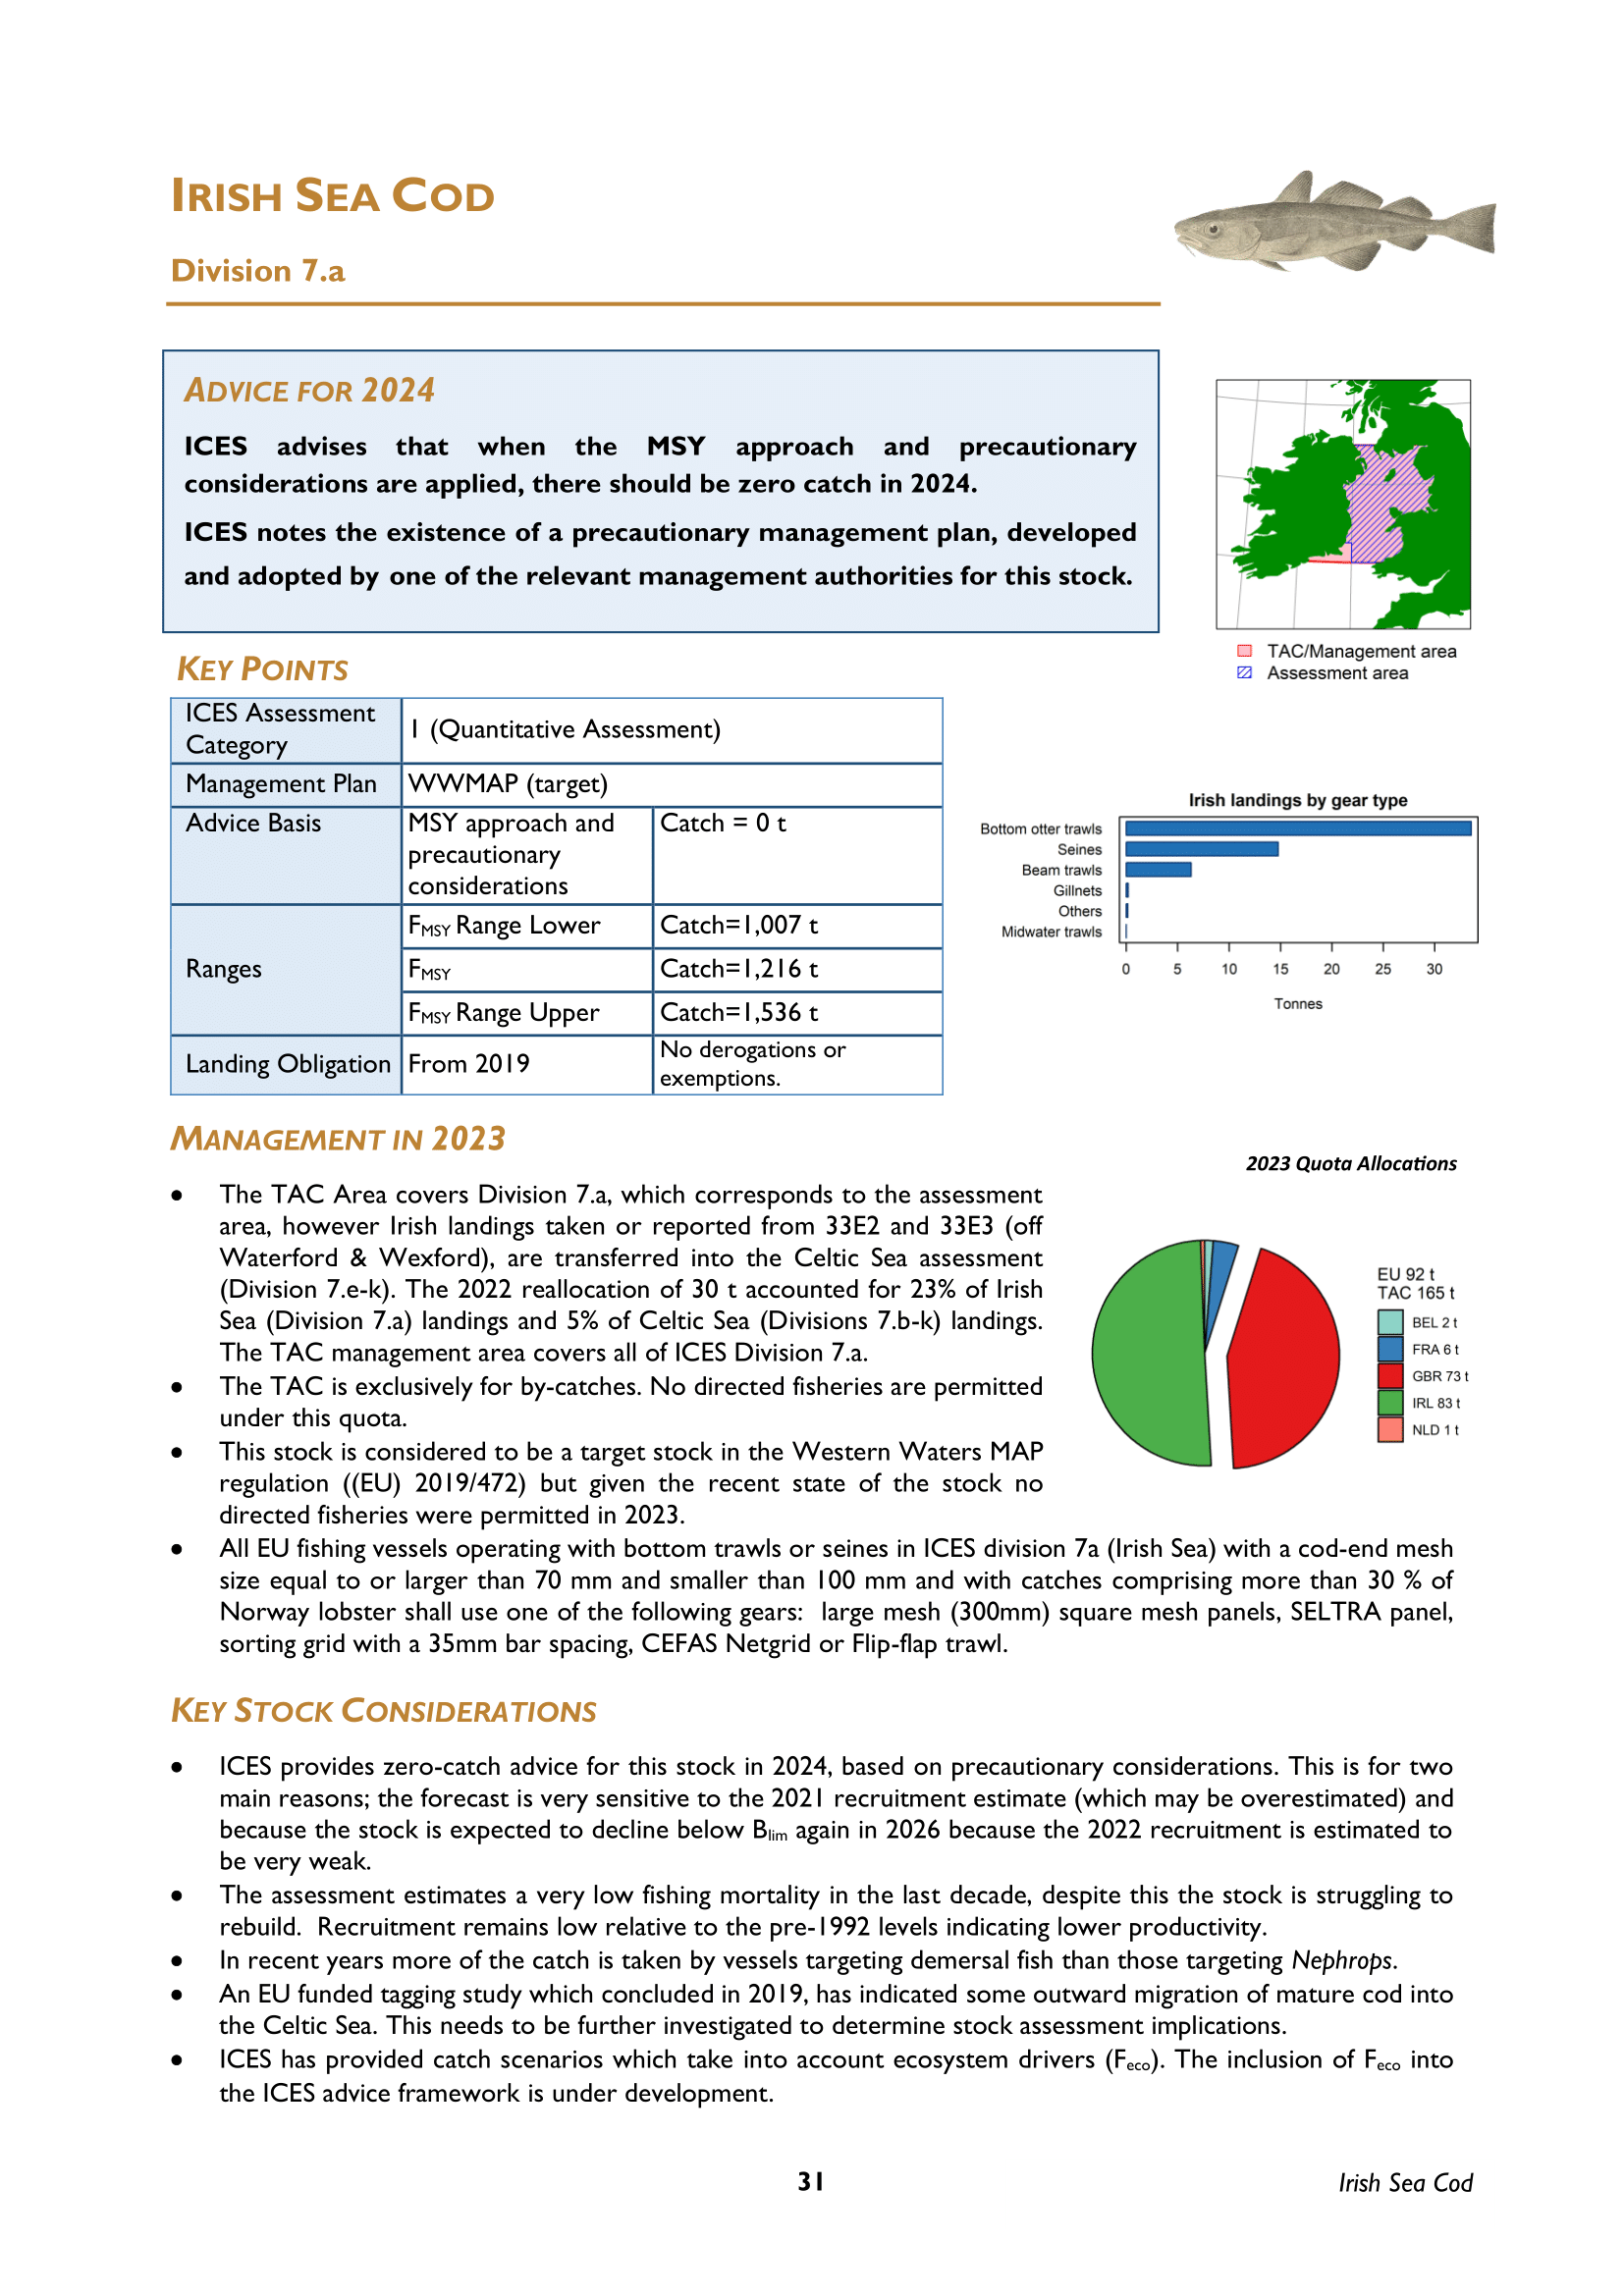 IRISH SEA COD
Division 7.a
ADVICE FOR 2024
ICES advises that when the MSY approach and precautionary
considerations are applied, there should be zero catch in 2024.
ICES notes the existence of a precautionary management plan, developed
and adopted by one of the relevant management authorities for this stock.
TAC/Management area
Assessment area
KEY POINTS
ICES Assessment
Category
1 (Quantitative Assessment)
Management Plan
WWMAP (target)
Advice Basis
MSY approach and
precautionary
considerations
Catch = 0 t
Ranges
FMSY Range Lower
Catch=1,007 t
FMSY
Catch=1,216 t
FMSY Range Upper
Catch=1,536 t
Landing Obligation
From 2019
No derogations or
exemptions.
Irish landings by gear type
Bottom otter trawls
Seines
Beam trawls
Gillnets
Others
Midwater trawls
0 5 10 15 20 25 30
Tonnes
MANAGEMENT IN 2023
• The TAC Area covers Division 7.a, which corresponds to the assessment
area, however Irish landings taken or reported from 33E2 and 33E3 (off
Waterford & Wexford), are transferred into the Celtic Sea assessment
(Division 7.e-k). The 2022 reallocation of 30 t accounted for 23% of Irish
Sea (Division 7.a) landings and 5% of Celtic Sea (Divisions 7.b-k) landings.
The TAC management area covers all of ICES Division 7.a.
• The TAC is exclusively for by-catches. No directed fisheries are permitted
under this quota.
• This stock is considered to be a target stock in the Western Waters MAP
regulation ((EU) 2019/472) but given the recent state of the stock no
directed fisheries were permitted in 2023.
• All EU fishing vessels operating with bottom trawls or seines in ICES division 7a (Irish Sea) with a cod-end mesh
size equal to or larger than 70 mm and smaller than 100 mm and with catches comprising more than 30 % of
Norway lobster shall use one of the following gears:  large mesh (300mm) square mesh panels, SELTRA panel,
sorting grid with a 35mm bar spacing, CEFAS Netgrid or Flip-flap trawl.
2023 Quota Allocations
EU 92 t
TAC 165 t
BEL 2 t
FRA 6 t
GBR 73 t
IRL 83 t
NLD 1 t
KEY STOCK CONSIDERATIONS
• ICES provides zero-catch advice for this stock in 2024, based on precautionary considerations. This is for two
main reasons; the forecast is very sensitive to the 2021 recruitment estimate (which may be overestimated) and
because the stock is expected to decline below Blim again in 2026 because the 2022 recruitment is estimated to
be very weak.
• The assessment estimates a very low fishing mortality in the last decade, despite this the stock is struggling to
rebuild.  Recruitment remains low relative to the pre-1992 levels indicating lower productivity.
• In recent years more of the catch is taken by vessels targeting demersal fish than those targeting Nephrops.
• An EU funded tagging study which concluded in 2019, has indicated some outward migration of mature cod into
the Celtic Sea. This needs to be further investigated to determine stock assessment implications.
• ICES has provided catch scenarios which take into account ecosystem drivers (Feco). The inclusion of Feco into
the ICES advice framework is under development.
31
Irish Sea Cod